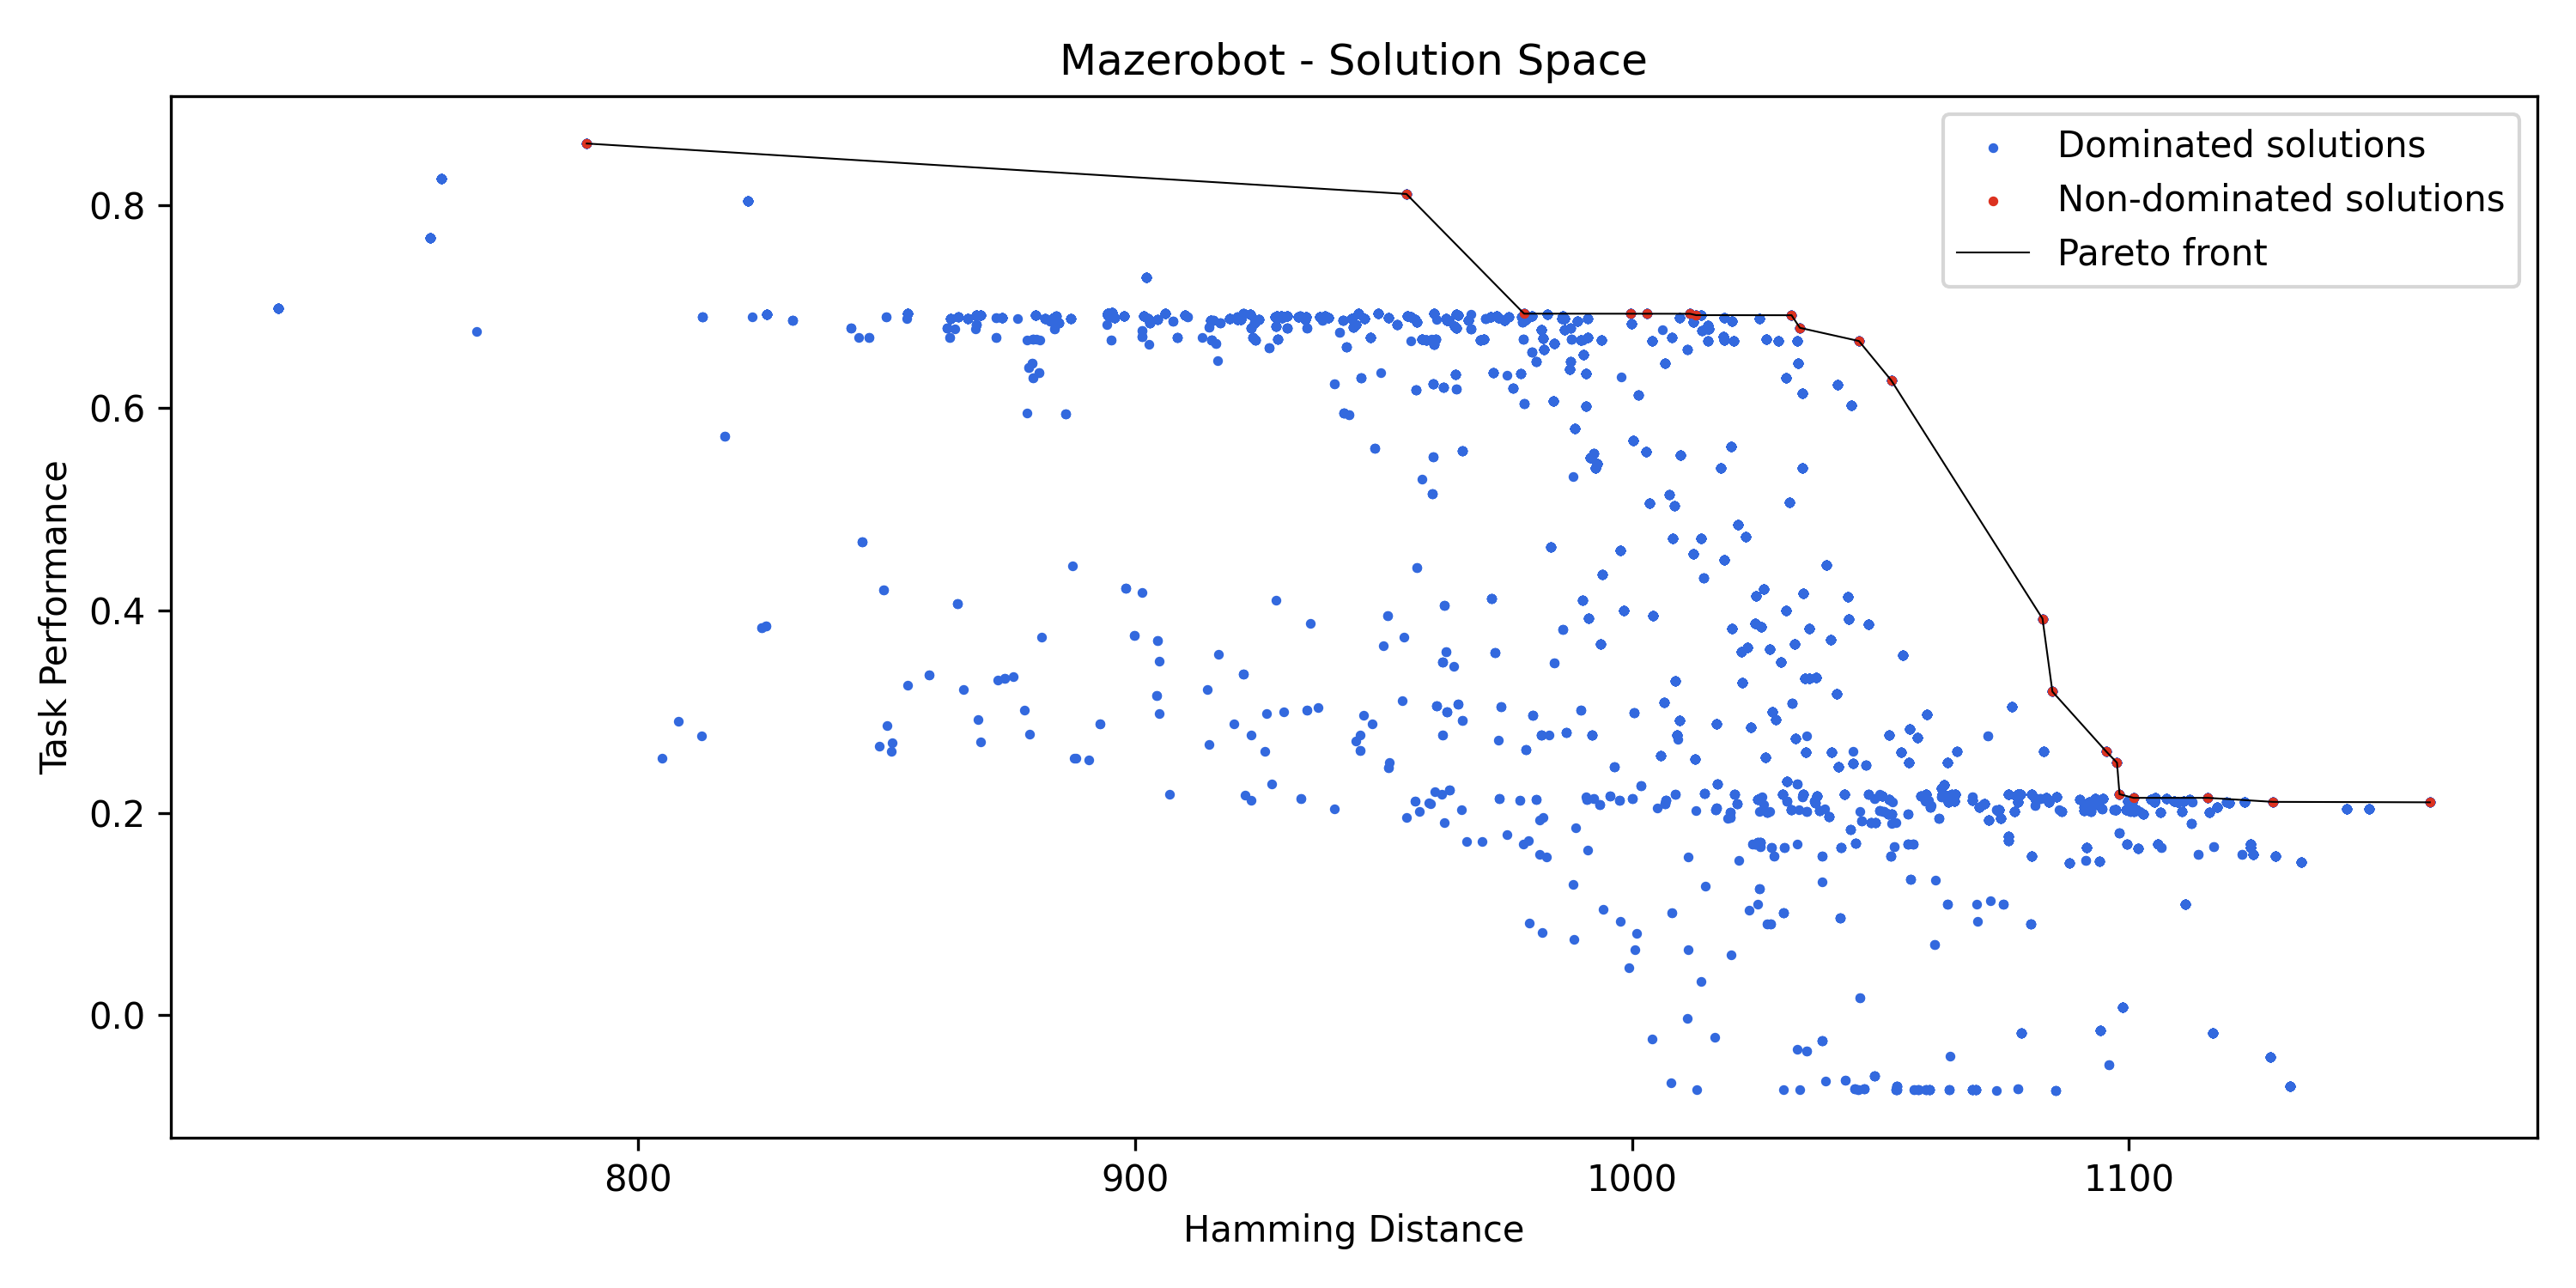 Mazerobot - Solution Space
Dominated solutions
Non-dominated solutions
Pareto front
Task Performance
0.8
0.6
0.4
0.2
0.0
800 900 1000 1100
Hamming Distance